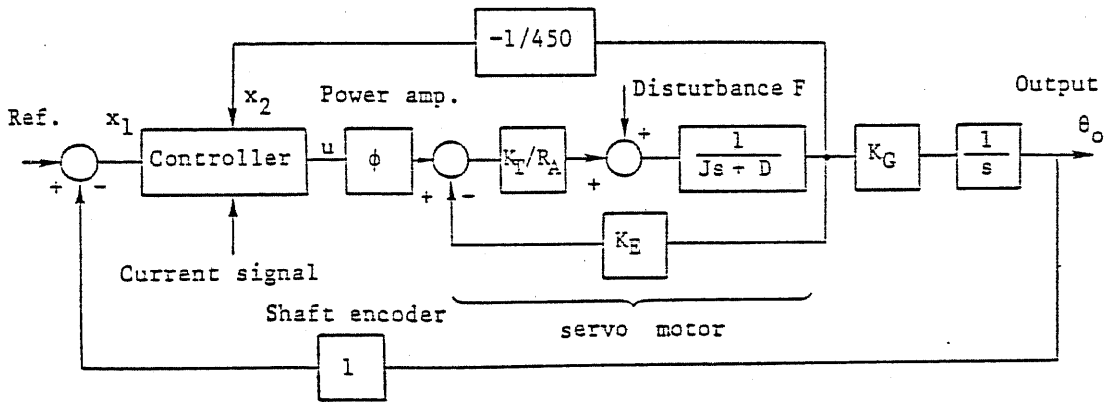 -1/450
Disturbance F
Output
Power amp.
Ref.
x1
x2
θo
Controller
u
ϕ
KT/RA
1
Js + D
KG
1
s
+
-
+
-
+
+
KE
Current signal
Shaft encoder
servo motor
1